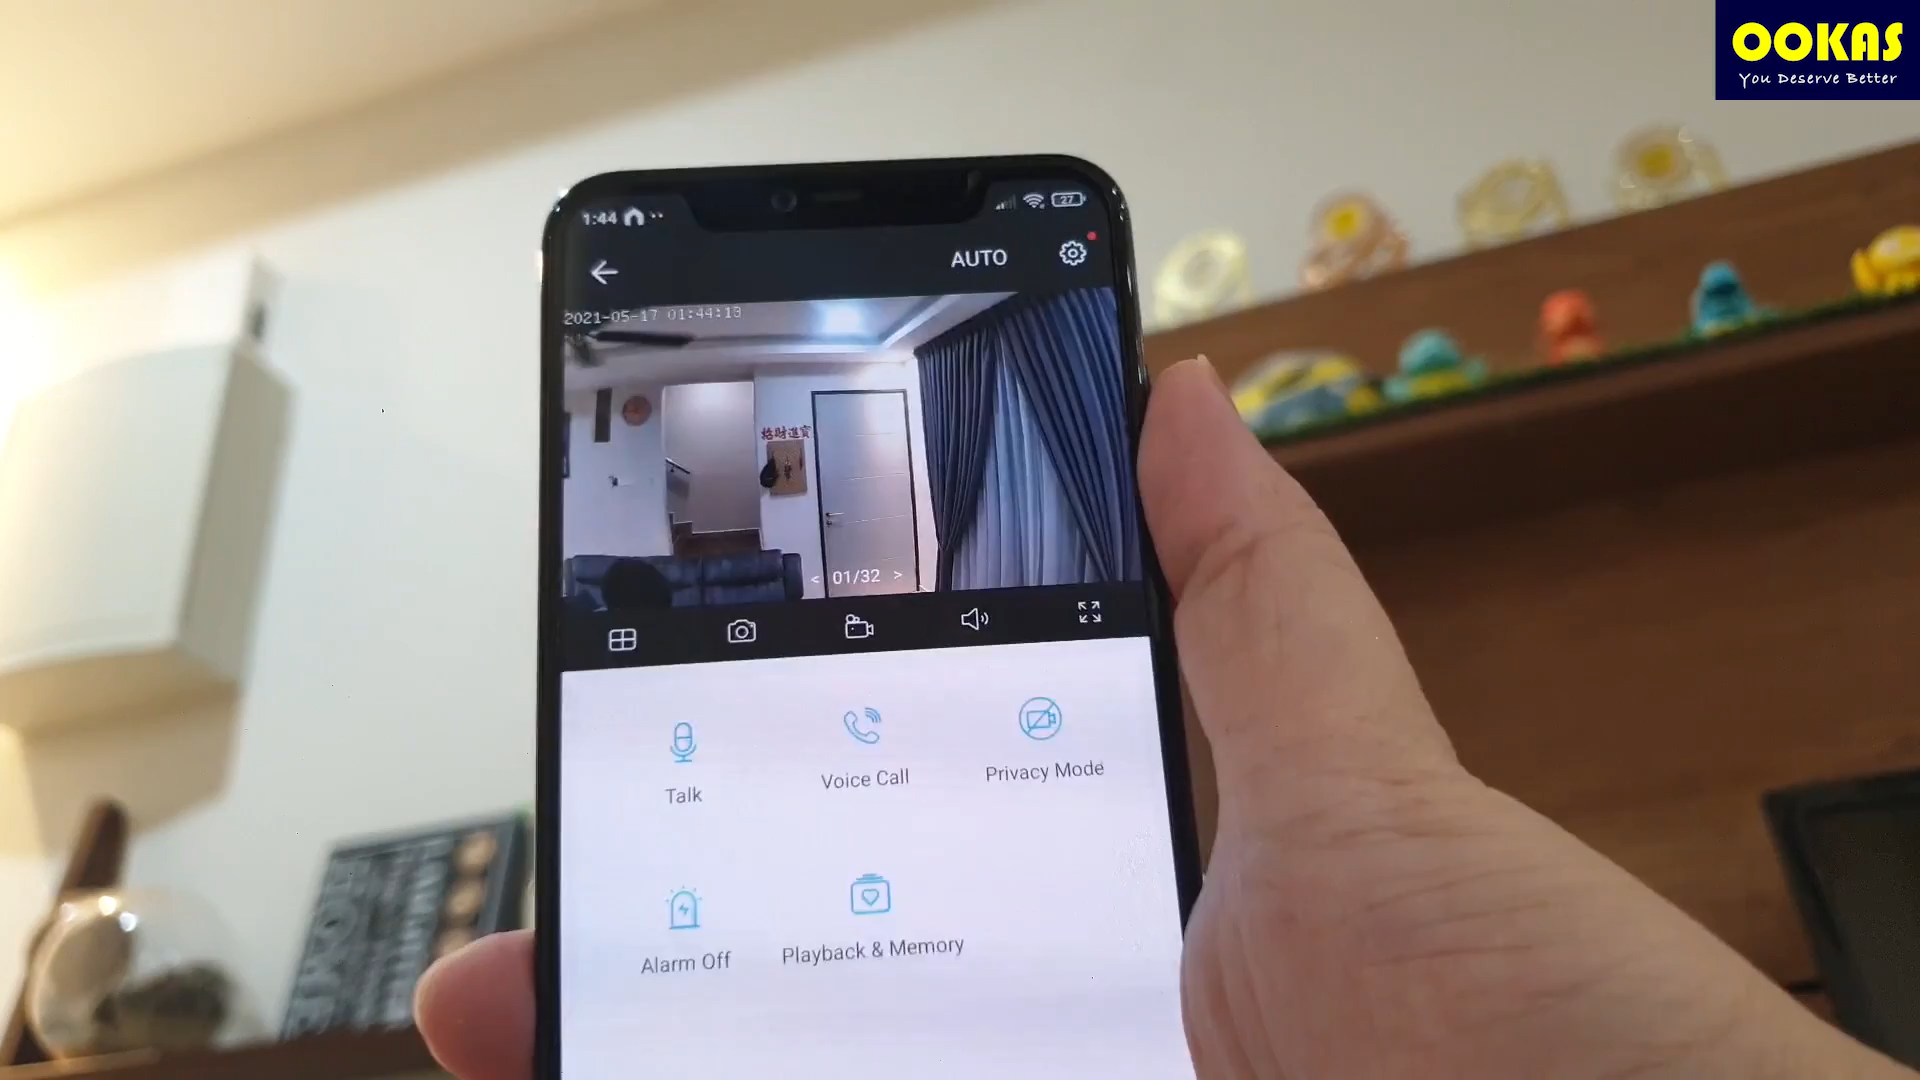 OOKAS
You Deserve Better
1:44
27
AUTO
2021-05-17 01:44:13
招財進寶
< 01/32 >
Talk
Voice Call
Privacy Mode
Alarm Off
Playback & Memory